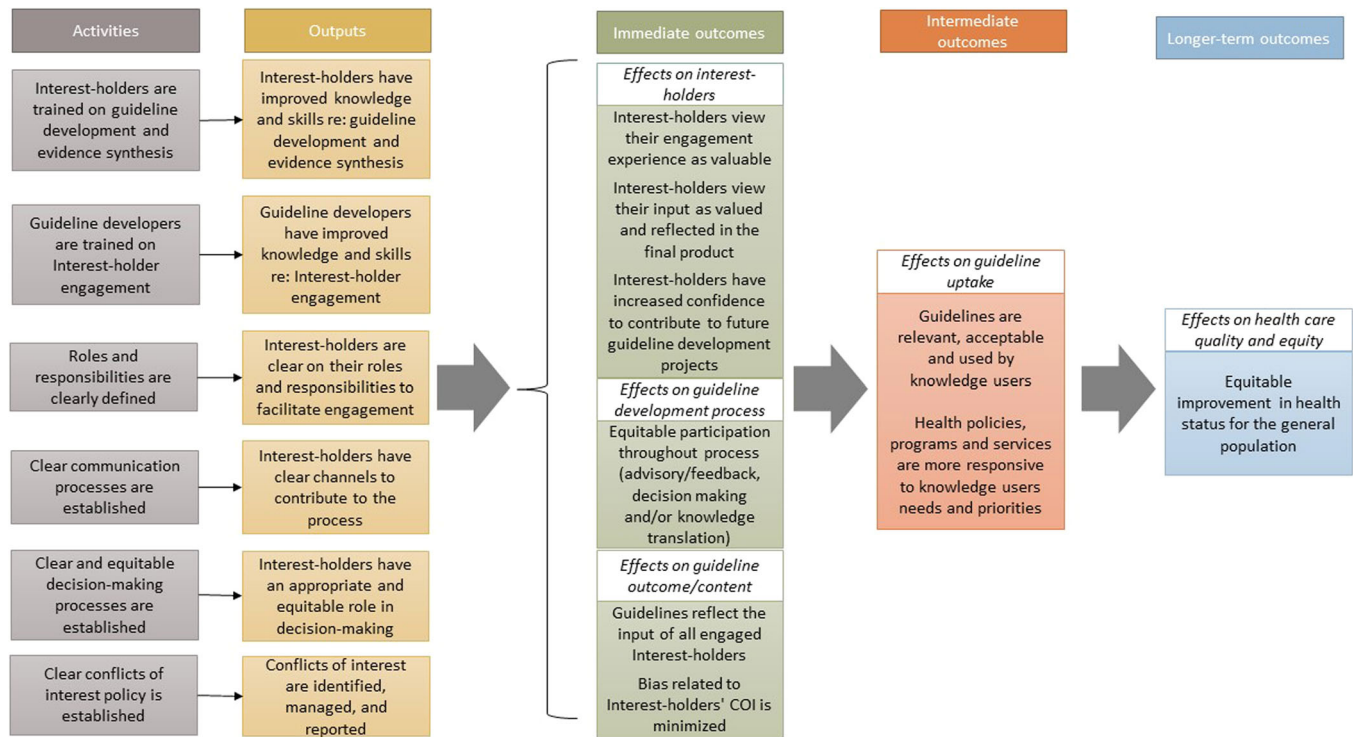 Activities
Interest-holders are
trained on guideline
development and
evidence synthesis
Guideline developers
are trained on
Interest-holder
engagement
Roles and
responsibilities are
clearly defined
Clear communication
processes are
established
Clear and equitable
decision-making
processes are
established
Clear conflicts of
interest policy is
established
Outputs
Interest-holders have
improved knowledge
and skills re: guideline
development and
evidence synthesis
Guideline developers
have improved
knowledge and skills
re: Interest-holder
engagement
Interest-holders are
clear on their roles
and responsibilities to
facilitate engagement
Interest-holders have
clear channels to
contribute to the
process
Interest-holders have
an appropriate and
equitable role in
decision-making
Conflicts of interest
are identified,
managed, and
reported
Immediate outcomes
Effects on interest-
holders
Interest-holders view
their engagement
experience as valuable
Interest-holders view
their input as valued
and reflected in the
final product
Interest-holders have
increased confidence
to contribute to future
guideline development
projects
Effects on guideline
development process
Equitable participation
throughout process
(advisory/feedback,
decision making
and/or knowledge
translation)
Effects on guideline
outcome/content
Guidelines reflect the
input of all engaged
Interest-holders
Bias related to
Interest-holders' COI is
minimized
Intermediate
outcomes
Effects on guideline
uptake
Guidelines are
relevant, acceptable
and used by
knowledge users
Health policies,
programs and services
are more responsive
to knowledge users
needs and priorities
Longer-term outcomes
Effects on health care
quality and equity
Equitable
improvement in health
status for the general
population